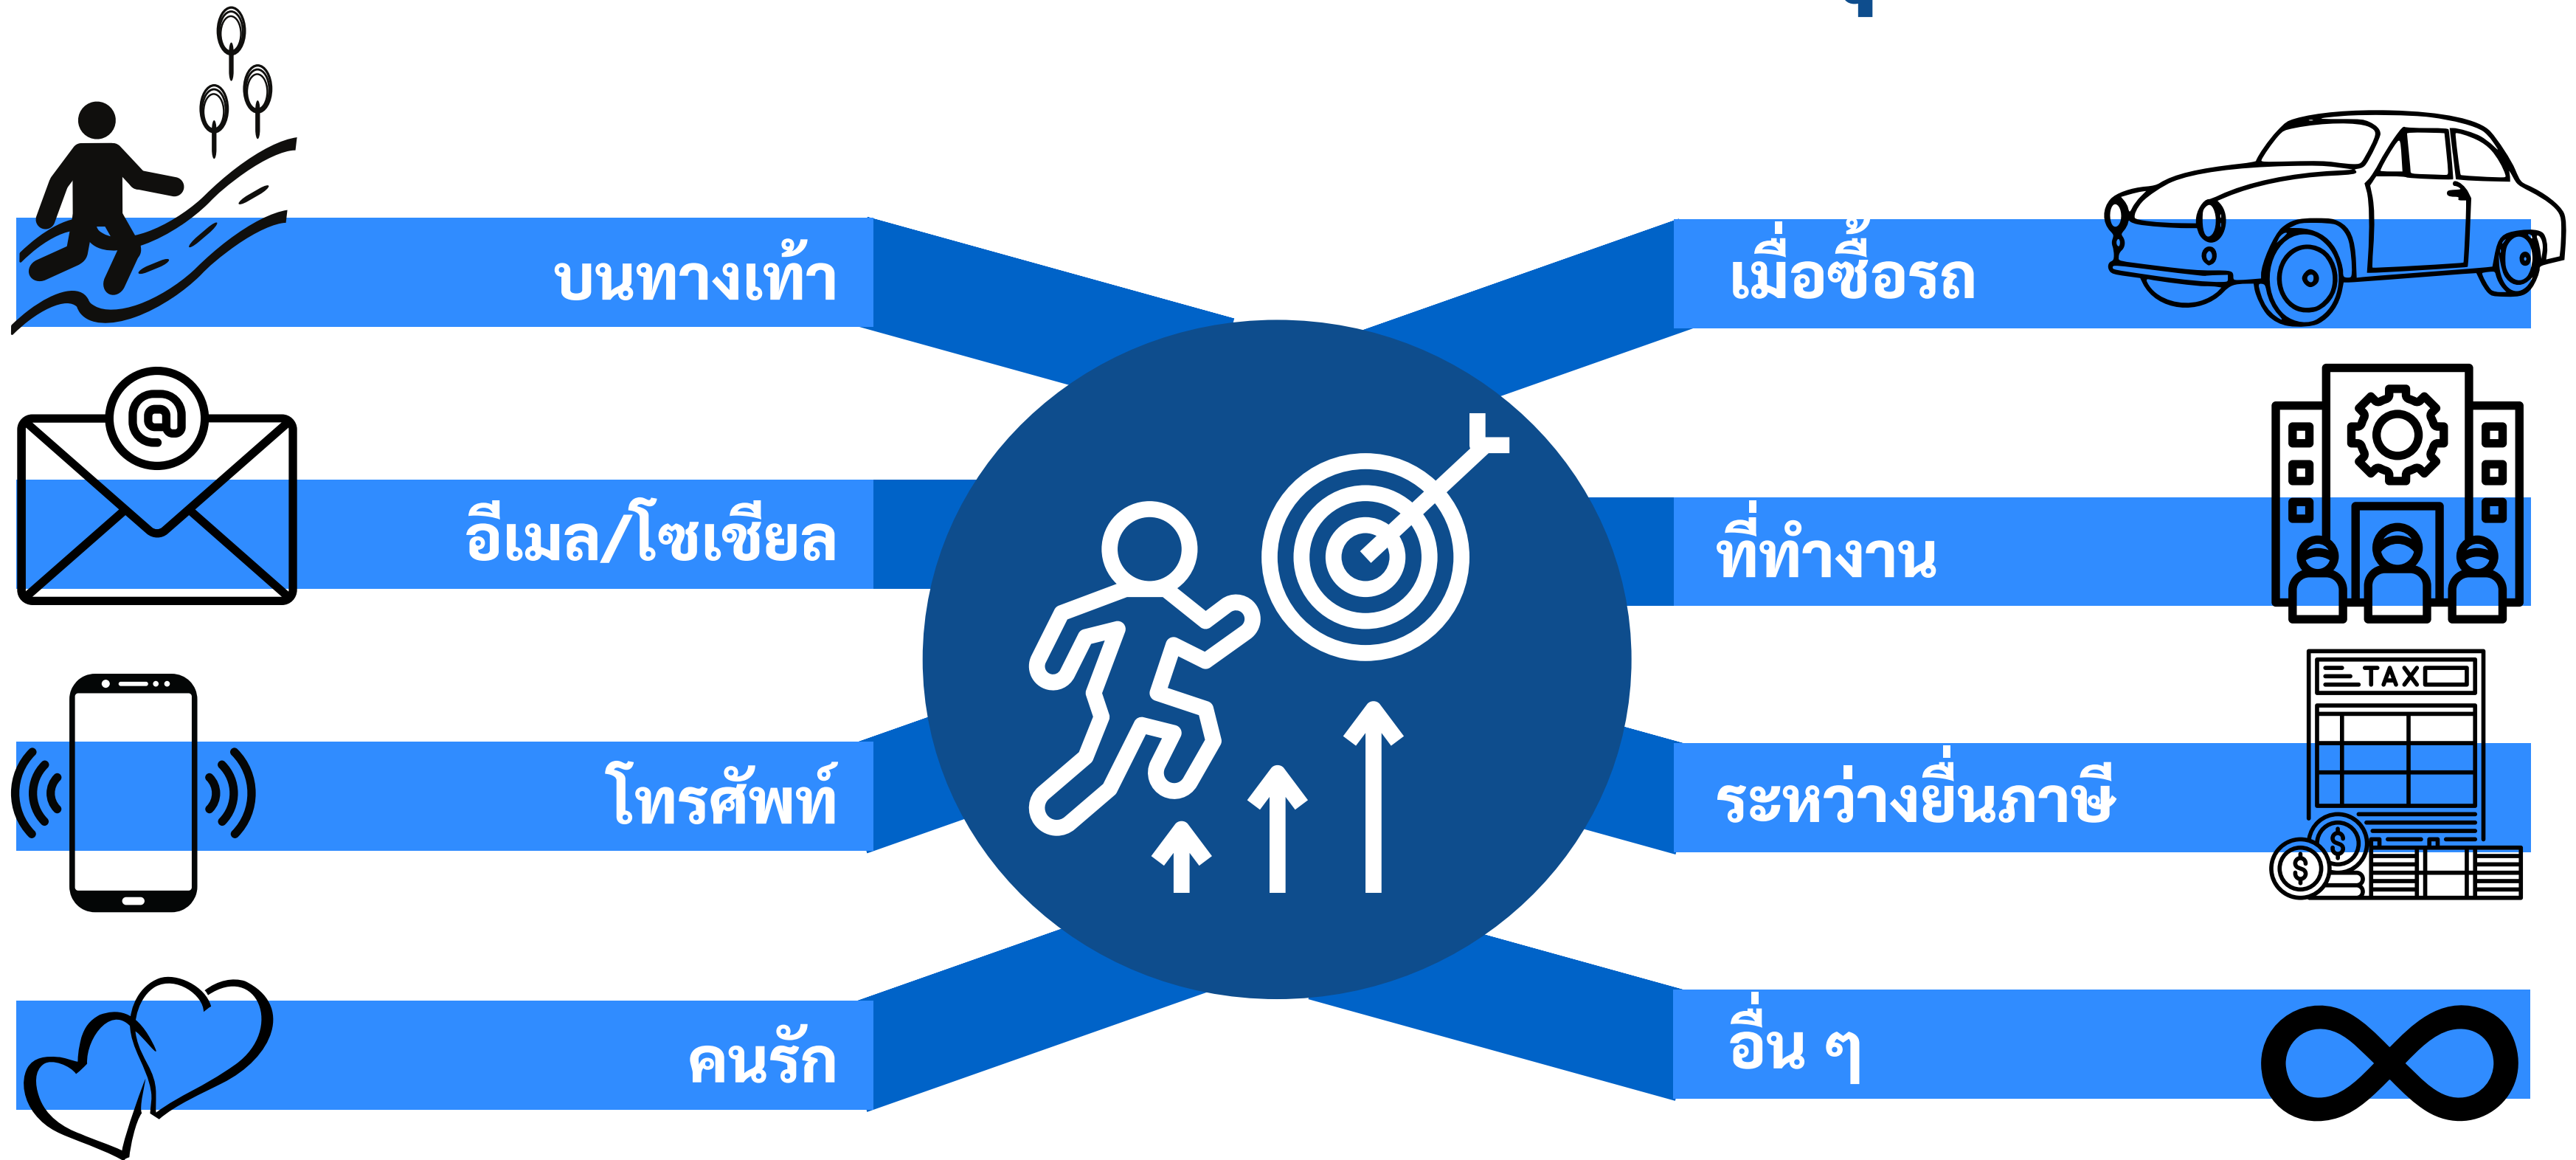 บนทางเท้า
เมื่อซื้อรถ
อีเมล/โซเชียล
ที่ทำงาน
TAX
โทรศัพท์
ระหว่างยื่นภาษี
คนรัก
อื่น ๆ